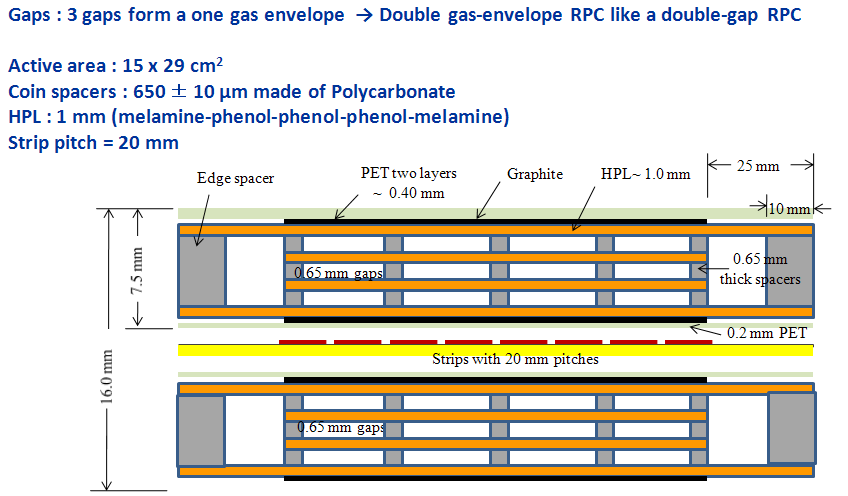 Gaps : 3 gaps form a one gas envelope → Double gas-envelope RPC like a double-gap RPC
Active area : 15 x 29 cm²
Coin spacers : 650 ± 10 μm made of Polycarbonate
HPL : 1 mm (melamine-phenol-phenol-phenol-melamine)
Strip pitch = 20 mm
Edge spacer
PET two layers
~ 0.40 mm
Graphite
HPL~ 1.0 mm
25 mm
10 mm
7.5 mm
0.65 mm gaps
0.65 mm
thick spacers
0.2 mm PET
Strips with 20 mm pitches
16.0 mm
0.65 mm gaps